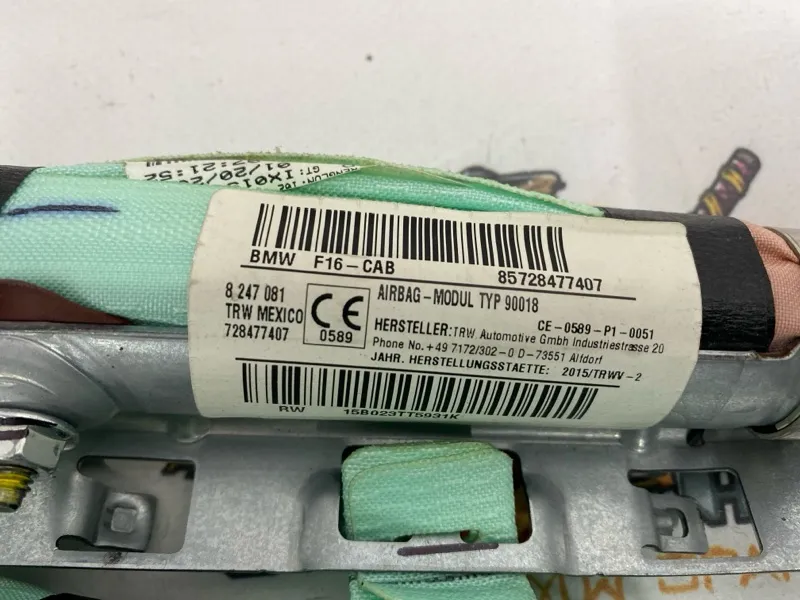 BMW F16-CAB 85728477407
8 247 081
TRW MEXICO
728477407
CE
0589
AIRBAG-MODUL TYP 90018
CE-0589-P1-0051
HERSTELLER:TRW Automotive Gmbh Industriestrasse 20
Phone No. +49 7172/302-0 D-73551 Alfdorf
JAHR. HERSTELLUNGSSTAETTE: 2015/TRWV-2
RW 15B023TT5931K